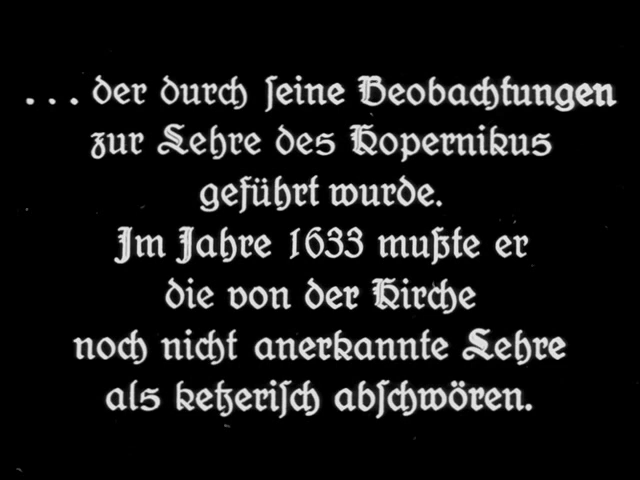 ... der durch ſeine Beobachtungen
zur Lehre des Kopernikus
geführt wurde.
Im Jahre 1633 mußte er
die von der Kirche
noch nicht anerkannte Lehre
als ketzeriſch abſchwören.